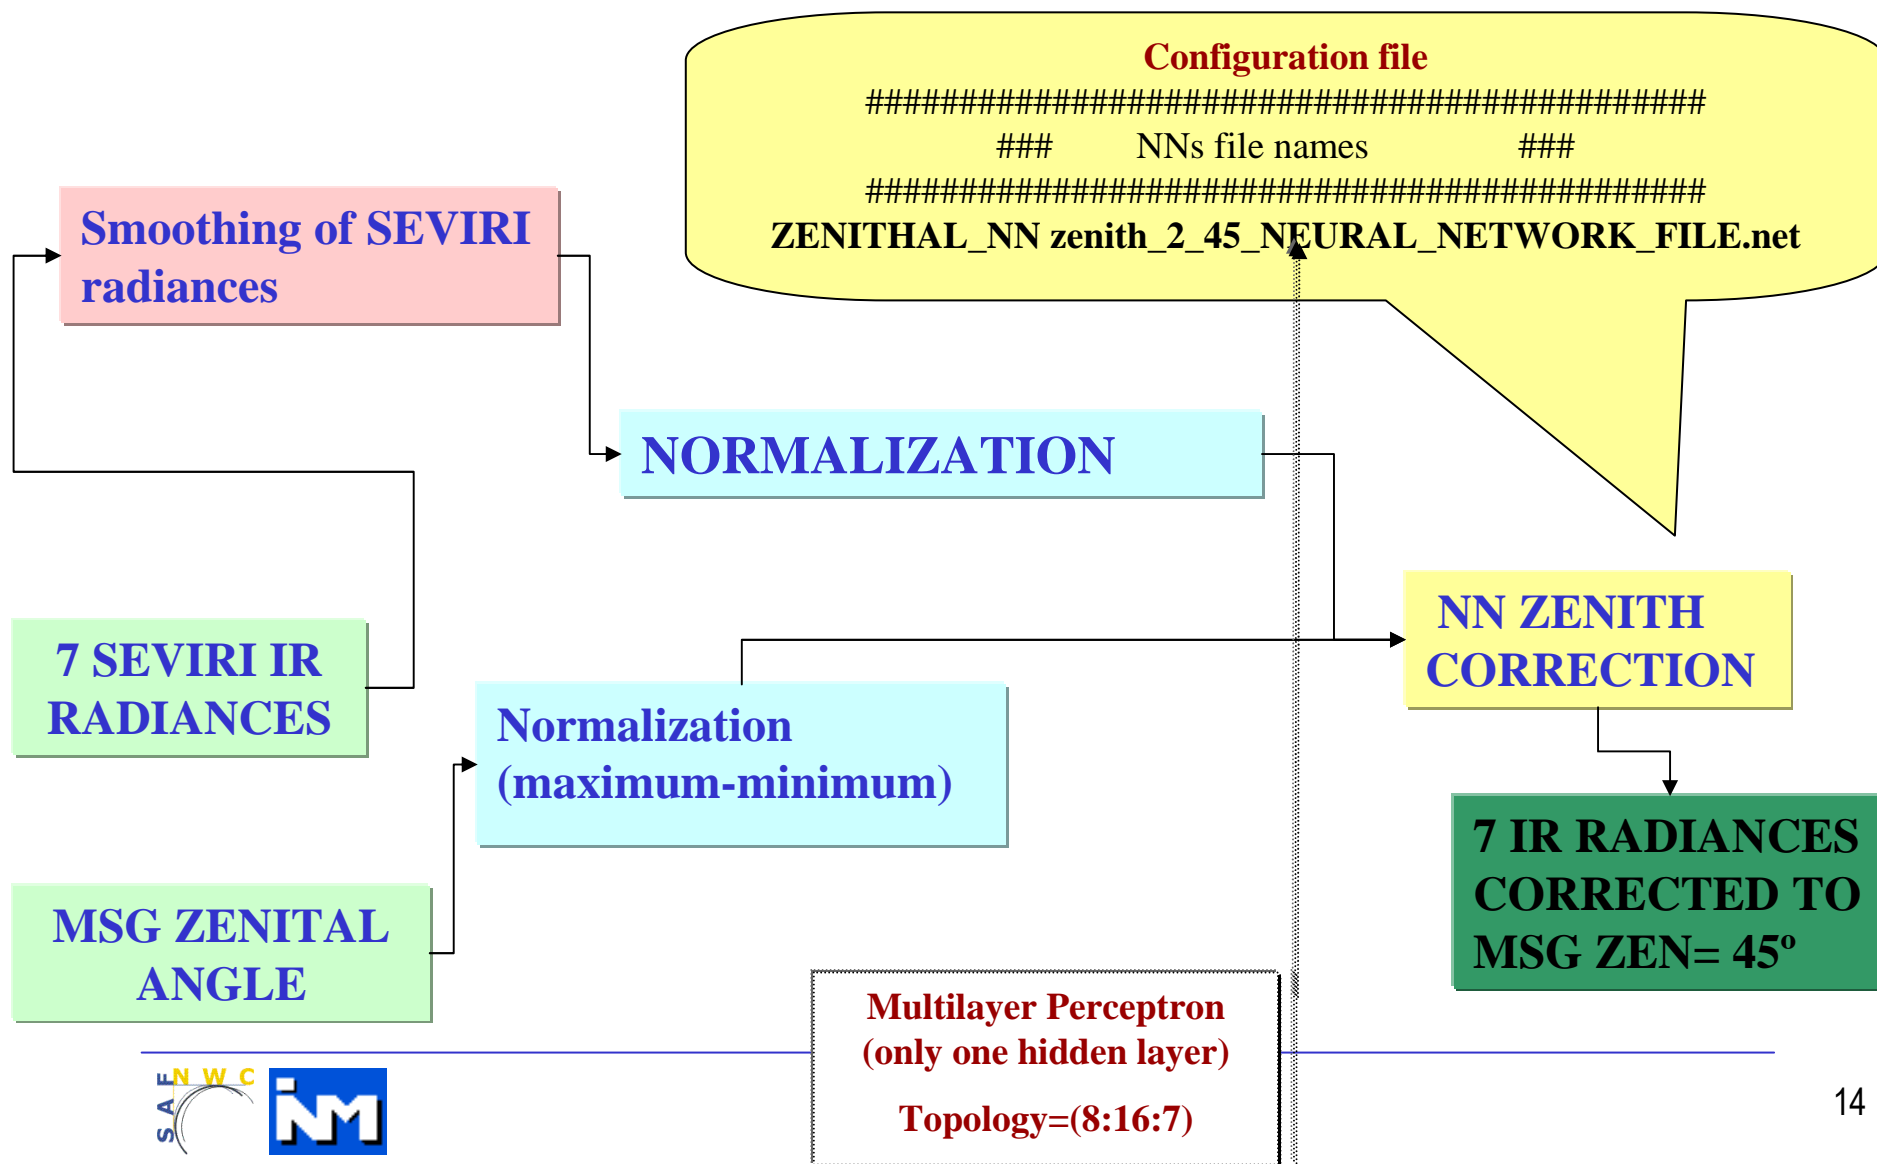 Configuration file
#############################################
### NNs file names ###
#############################################
ZENITHAL_NN zenith_2_45_NEURAL_NETWORK_FILE.net
Smoothing of SEVIRI
radiances
NORMALIZATION
7 SEVIRI IR
RADIANCES
NN ZENITH
CORRECTION
Normalization
(maximum-minimum)
7 IR RADIANCES
CORRECTED TO
MSG ZEN= 45º
MSG ZENITAL
ANGLE
Multilayer Perceptron
(only one hidden layer)
Topology=(8:16:7)
SAF
NWC
iNM
14